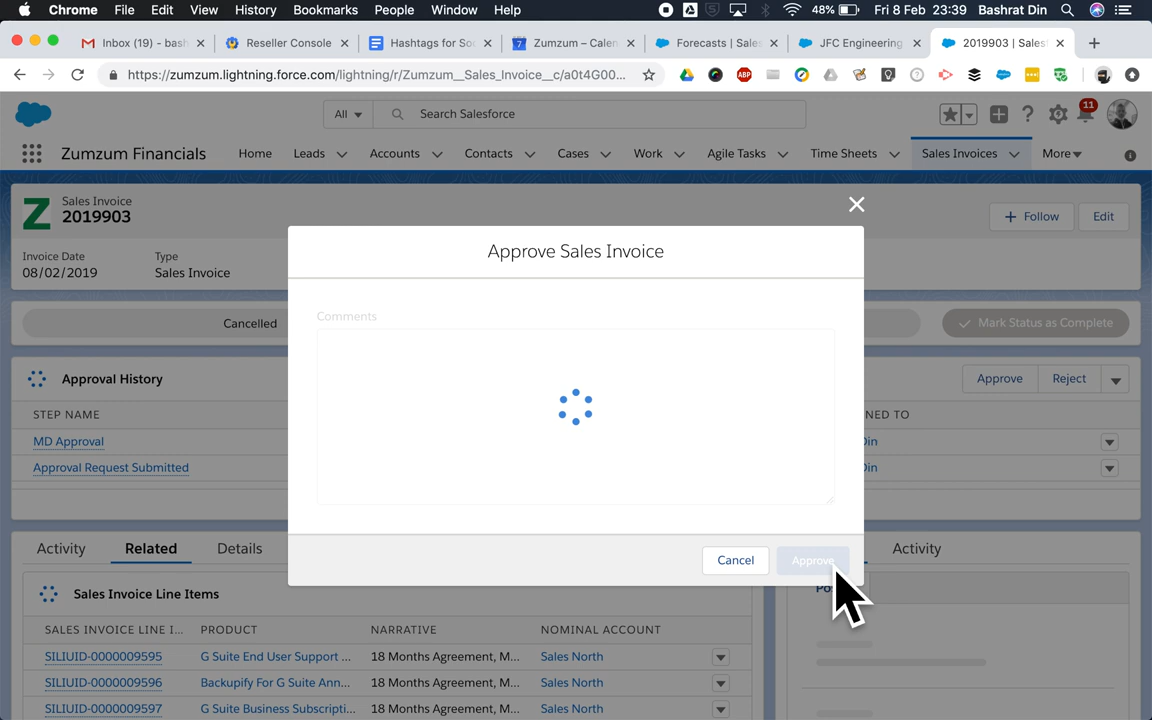 Chrome File Edit View History Bookmarks People Window Help 48% Fri 8 Feb 23:39 Bashrat Din
Inbox (19) - bash Reseller Console Hashtags for So Zumzum – Calen Forecasts | Sales JFC Engineering 2019903 | Sales
https://zumzum.lightning.force.com/lightning/r/Zumzum__Sales_Invoice__c/a0t4G00... ABP
All Search Salesforce 11
Zumzum Financials Home Leads Accounts Contacts Cases Work Agile Tasks Time Sheets Sales Invoices More
Z Sales Invoice
2019903
+ Follow Edit
Invoice Date Type
08/02/2019 Sales Invoice
Approve Sales Invoice
Cancelled Mark Status as Complete
Comments
Approval History Approve Reject
STEP NAME NED TO
MD Approval Din
Approval Request Submitted Din
Cancel Approve
Activity Related Details Activity
Sales Invoice Line Items
SALES INVOICE LINE I... PRODUCT NARRATIVE NOMINAL ACCOUNT
SILIUID-0000009595 G Suite End User Support ... 18 Months Agreement, M... Sales North
SILIUID-0000009596 Backupify For G Suite Ann... 18 Months Agreement, M... Sales North
SILIUID-0000009597 G Suite Business Subscripti... 18 Months Agreement, M... Sales North